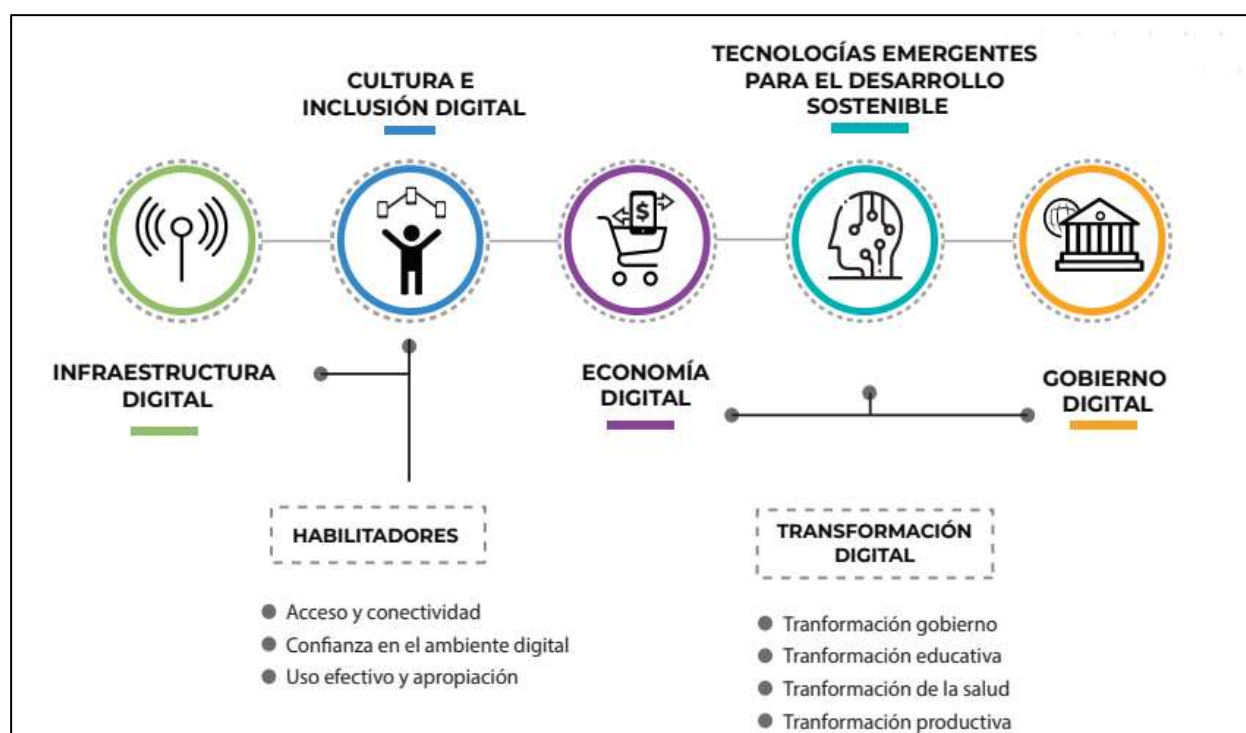 CULTURA E
INCLUSIÓN DIGITAL
TECNOLOGÍAS EMERGENTES
PARA EL DESARROLLO
SOSTENIBLE
$
INFRAESTRUCTURA
DIGITAL
ECONOMÍA
DIGITAL
GOBIERNO
DIGITAL
HABILITADORES
Acceso y conectividad
Confianza en el ambiente digital
Uso efectivo y apropiación
TRANSFORMACIÓN
DIGITAL
Tranformación gobierno
Tranformación educativa
Tranformación de la salud
Tranformación productiva